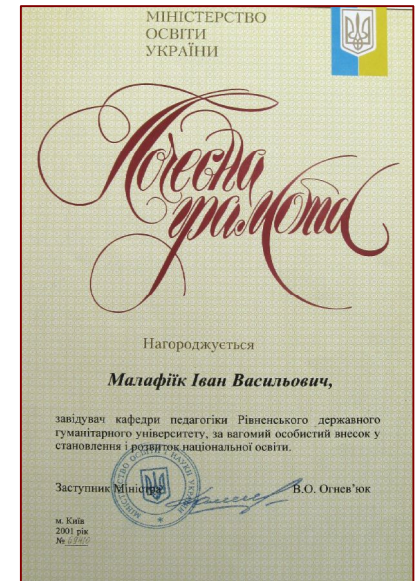 МІНІСТЕРСТВО
ОСВІТИ
УКРАЇНИ
Почесна
грамота
Нагороджується
Малафіїк Іван Васильович,
завідувач кафедри педагогіки Рівненського державного
гуманітарного університету, за вагомий особистий внесок у
становлення і розвиток національної освіти.
Заступник Міністра В.О. Огнев'юк
м. Київ
2001 рік
№